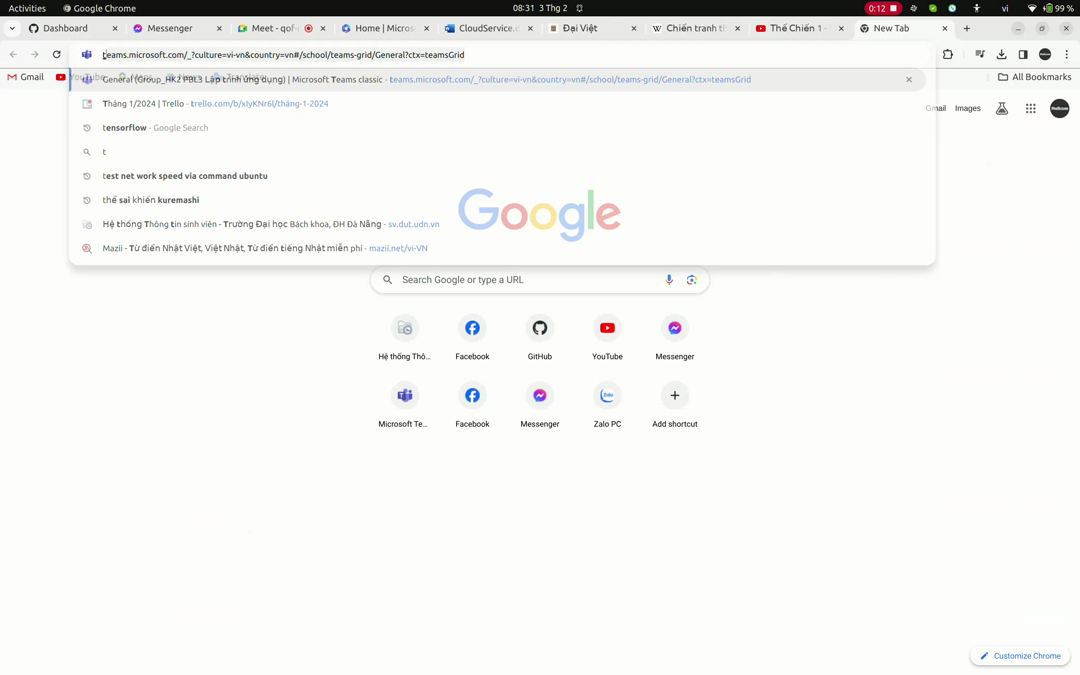 Activities Google Chrome 08:31 3 Thg 2 0:12 vi 99 %
Dashboard Messenger Meet - qof Home | Micros CloudService. Đại Việt Chiến tranh th Thế Chiến 1 - New Tab
teams.microsoft.com/_?culture=vi-vn&country=vn#/school/teams-grid/General?ctx=teamsGrid
Gmail YouTube All Bookmarks
General (Group_HK2 PBL3 Lập trình ứng dụng) | Microsoft Teams classic - teams.microsoft.com/_?culture=vi-vn&country=vn#/school/teams-grid/General?ctx=teamsGrid
Tháng 1/2024 | Trello - trello.com/b/xIyKNr6l/tháng-1-2024
Gmail Images
tensorflow - Google Search
t
test net work speed via command ubuntu
thế sai khiến kuremashi
Hệ thống Thông tin sinh viên - Trường Đại học Bách khoa, ĐH Đà Nẵng - sv.dut.udn.vn
Mazii - Từ điển Nhật Việt, Việt Nhật, Từ điển tiếng Nhật miễn phí - mazii.net/vi-VN
Google
Search Google or type a URL
Hệ thống Thô... Facebook GitHub YouTube Messenger
Microsoft Te... Facebook Messenger Zalo PC Add shortcut
Customize Chrome